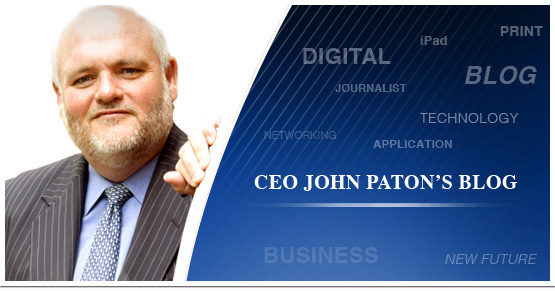 PRINT
iPad
DIGITAL
BLOG
JOURNALIST
TECHNOLOGY
NETWORKING
APPLICATION
CEO JOHN PATON'S BLOG
BUSINESS
NEW FUTURE